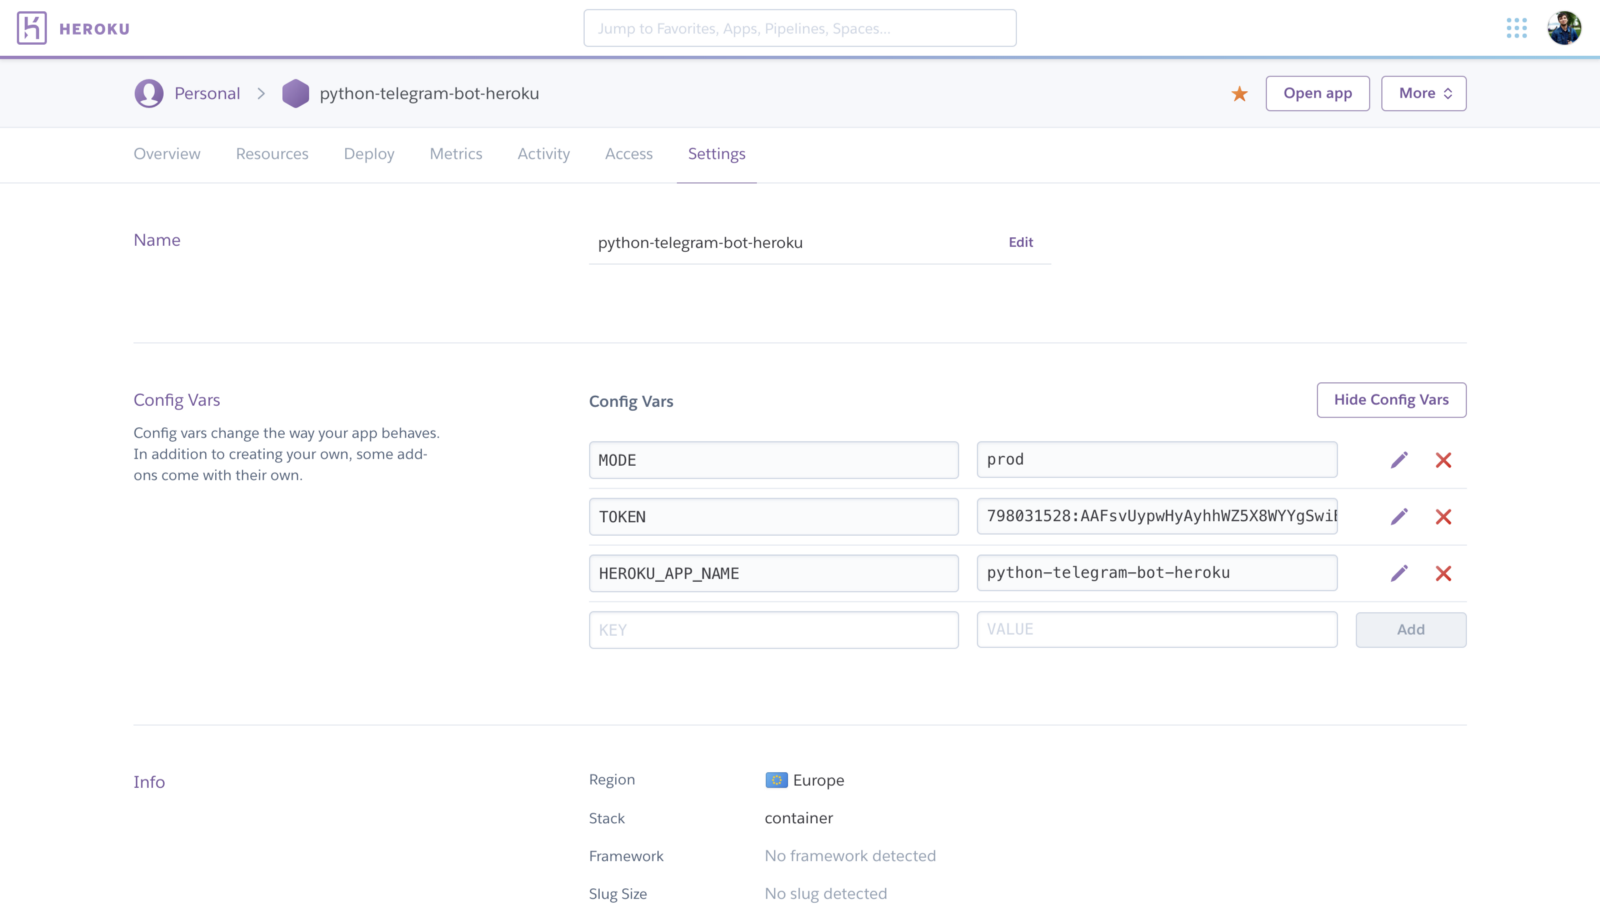 HEROKU
Jump to Favorites, Apps, Pipelines, Spaces...
Personal > python-telegram-bot-heroku
Open app
More
Overview Resources Deploy Metrics Activity Access Settings
Name
python-telegram-bot-heroku
Edit
Config Vars
Config vars change the way your app behaves.
In addition to creating your own, some add-
ons come with their own.
Config Vars
Hide Config Vars
MODE prod
TOKEN 798031528:AAFsvUypwHyAyhhWZ5X8WYYgSwi
HEROKU_APP_NAME python-telegram-bot-heroku
KEY VALUE Add
Info
Region Europe
Stack container
Framework No framework detected
Slug Size No slug detected